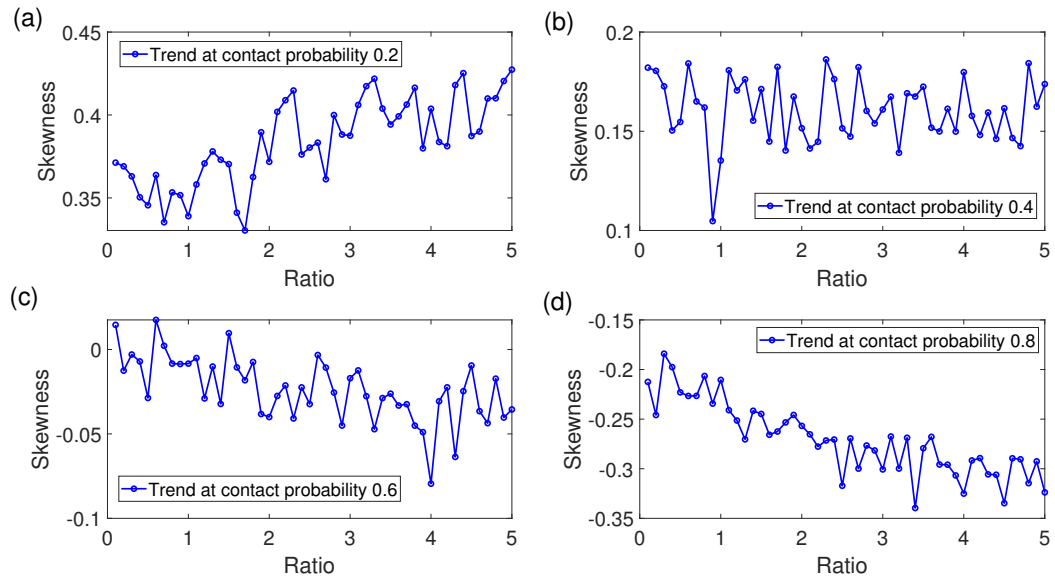 (a)
0.45
Trend at contact probability 0.2
0.4
0.35
Skewness
1
2
3
4
5
0
Ratio
(b)
0.2
0.15
0.1
Skewness
Trend at contact probability 0.4
0
1
2
3
4
5
Ratio
(c)
0
-0.05
-0.1
Skewness
Trend at contact probability 0.6
0
1
2
3
4
5
Ratio
(d)
-0.15
Trend at contact probability 0.8
-0.2
-0.25
-0.3
-0.35
Skewness
0
1
2
3
4
5
Ratio